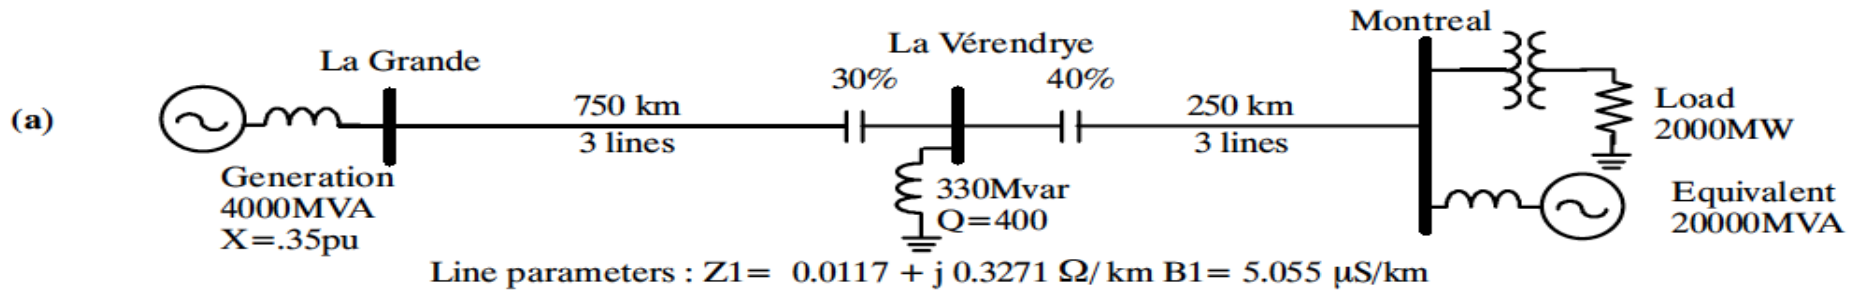 (a)
La Grande
Generation
4000MVA
X=.35pu
750 km
3 lines
30%
La Vérendrye
40%
330Mvar
Q=400
250 km
3 lines
Montreal
Load
2000MW
Equivalent
20000MVA
Line parameters : Z1= 0.0117 + j 0.3271 Ω/ km B1= 5.055 µS/km